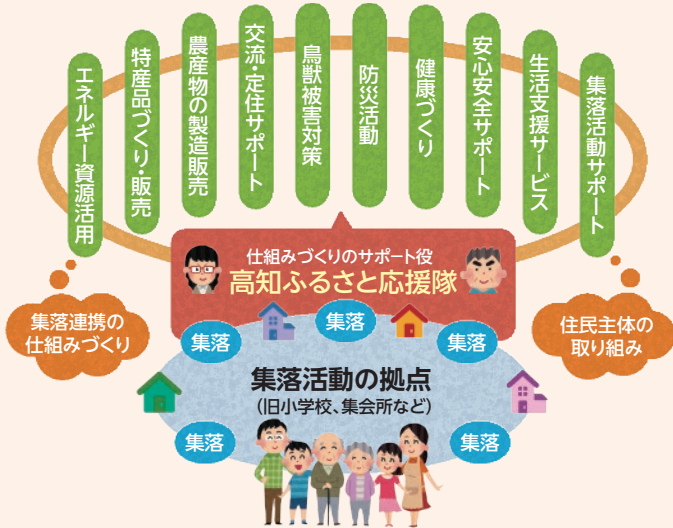 集落活動サポート
生活支援サービス
安心安全サポート
健康づくり
防災活動
鳥獣被害対策
交流・定住サポート
農産物の製造販売
特産品づくり・販売
エネルギー資源活用
仕組みづくりのサポート役
高知ふるさと応援隊
集落連携の
仕組みづくり
住民主体の
取り組み
集落
集落
集落
集落活動の拠点
(旧小学校、集会所など)
集落
集落